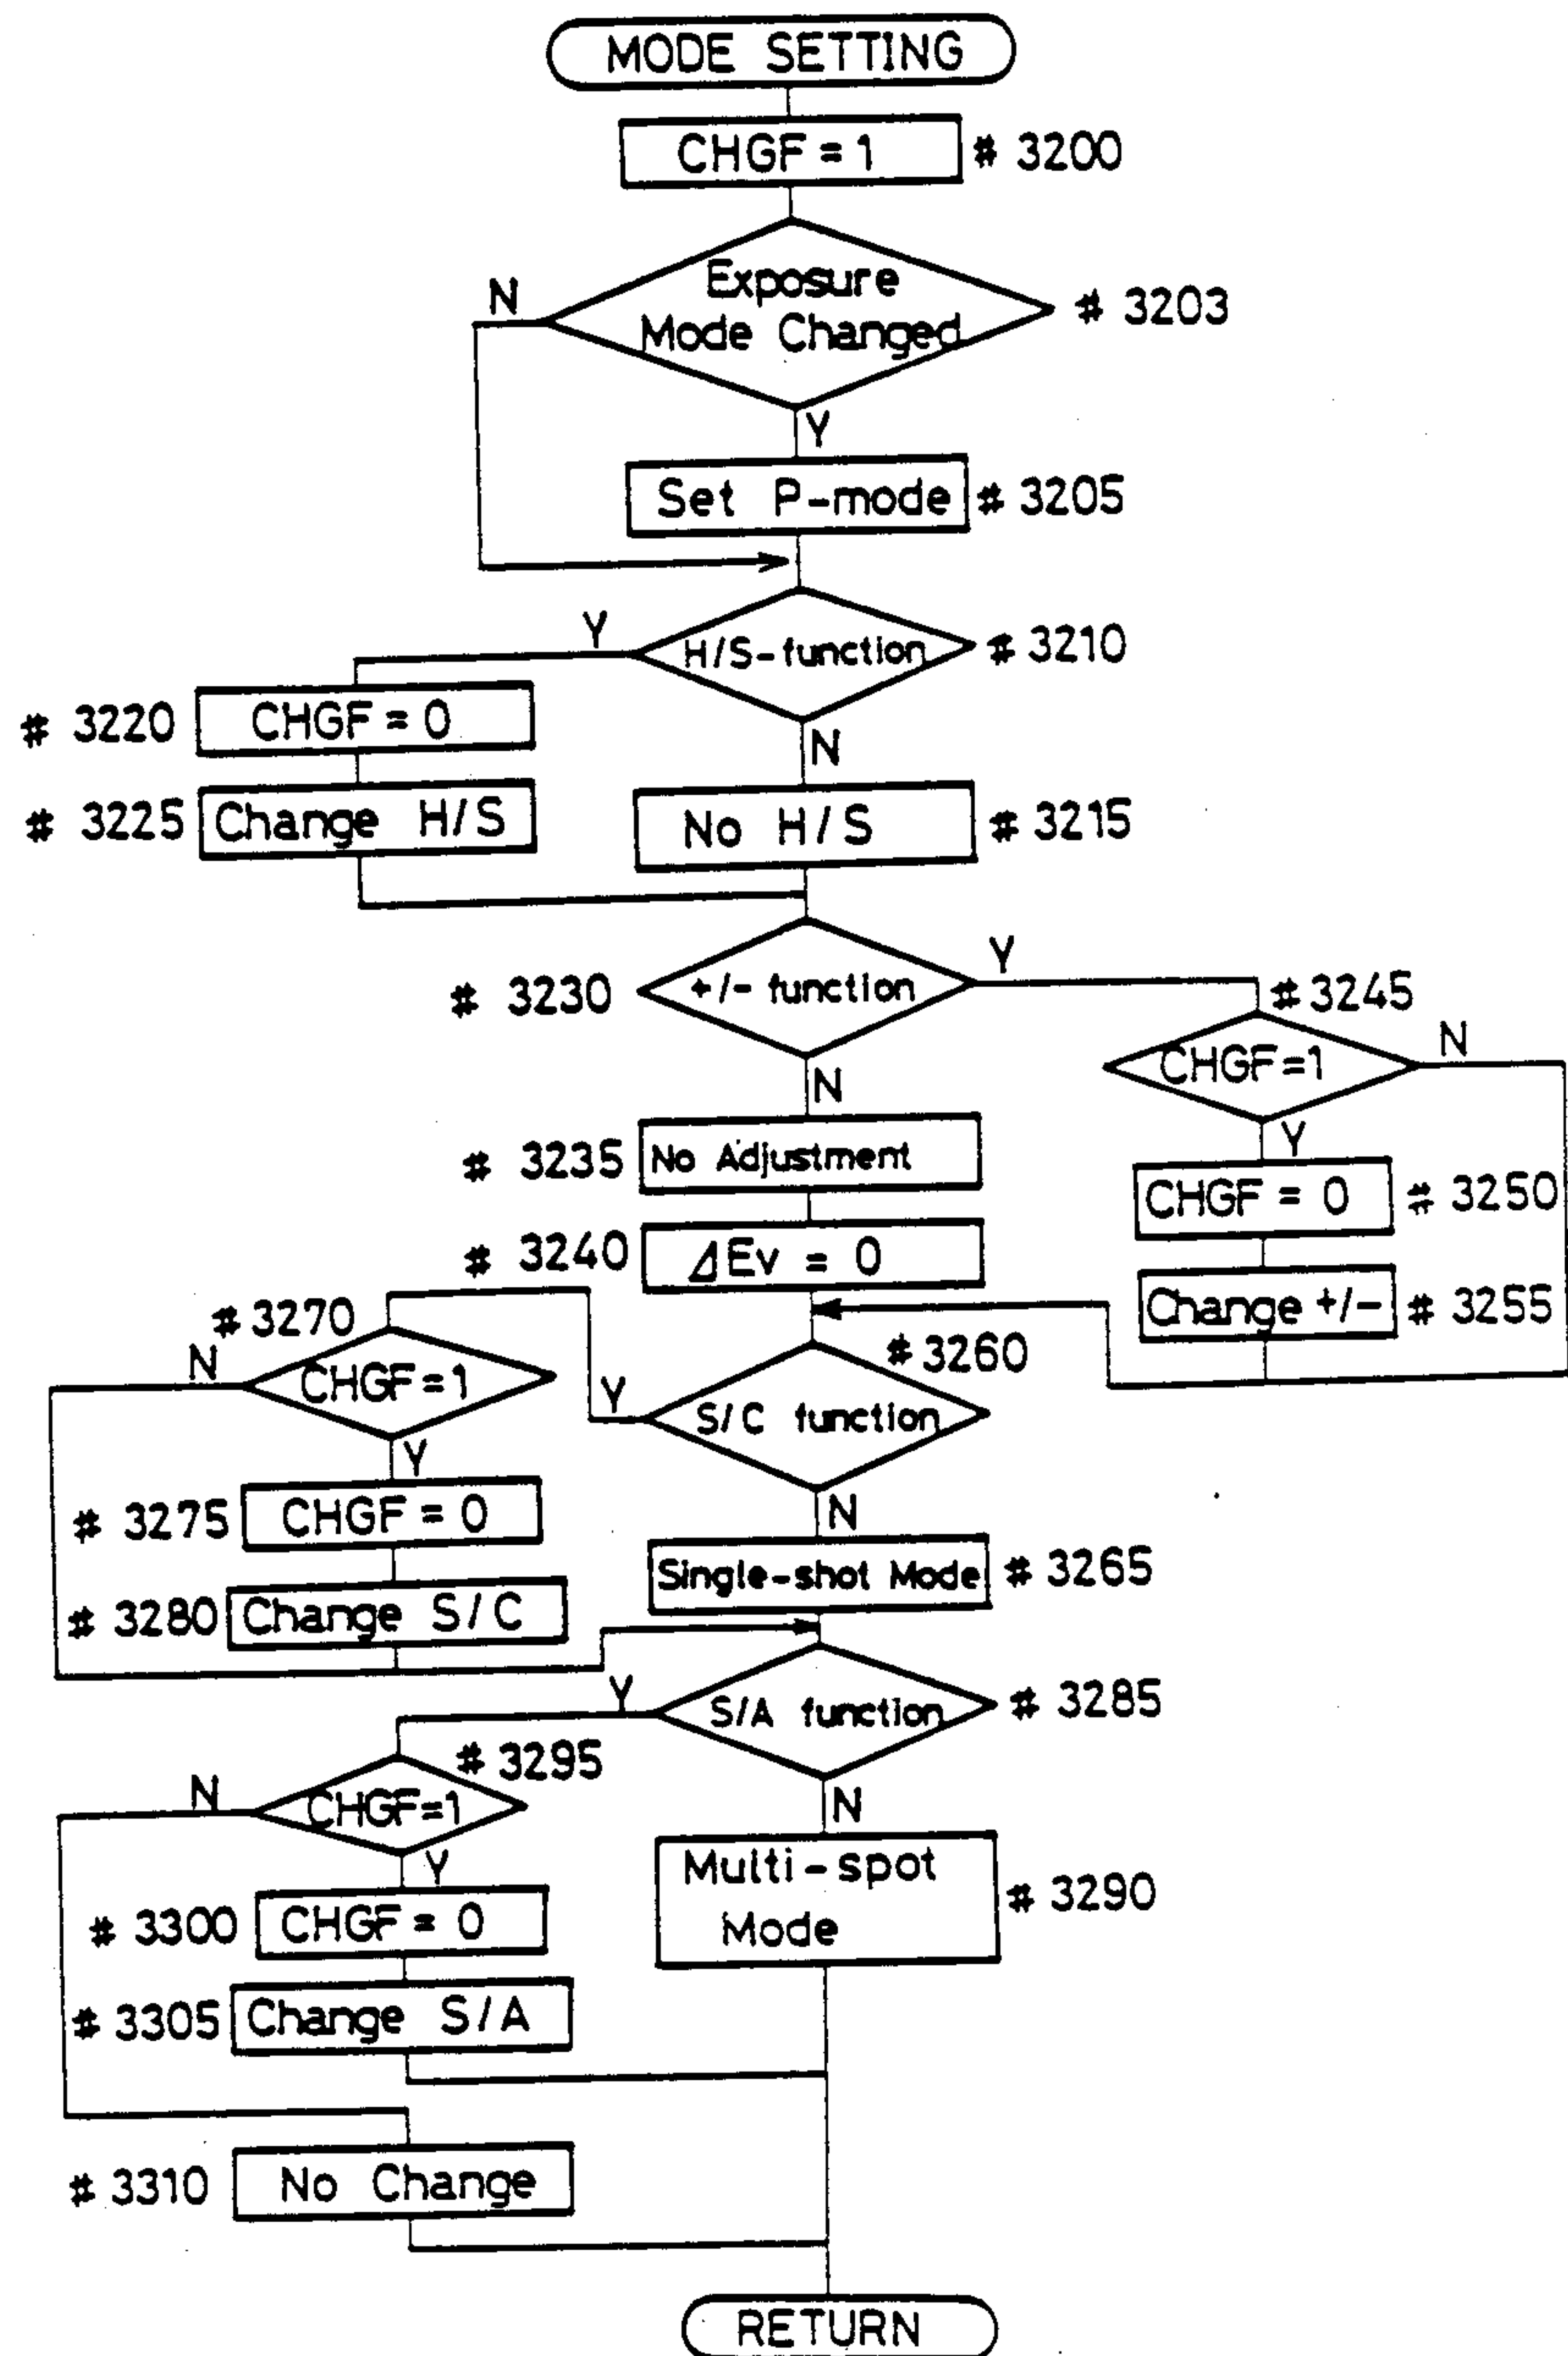 MODE SETTING
CHGF = 1 # 3200
Exposure
Mode Changed # 3203
N
Y
Set P-mode # 3205
H/S-function # 3210
Y
N
# 3220 CHGF = 0
# 3225 Change H/S
No H/S # 3215
# 3230 +/- function
Y
N
# 3245
CHGF=1
N
Y
# 3235 No Adjustment
CHGF = 0 # 3250
# 3240 ΔEv = 0
Change +/- # 3255
# 3270
CHGF=1
N
Y
# 3260
S/C function
Y
N
# 3275 CHGF = 0
# 3280 Change S/C
Single-shot Mode # 3265
S/A function # 3285
Y
N
# 3295
CHGF=1
N
Y
# 3300 CHGF = 0
Multi-spot
Mode # 3290
# 3305 Change S/A
# 3310 No Change
RETURN